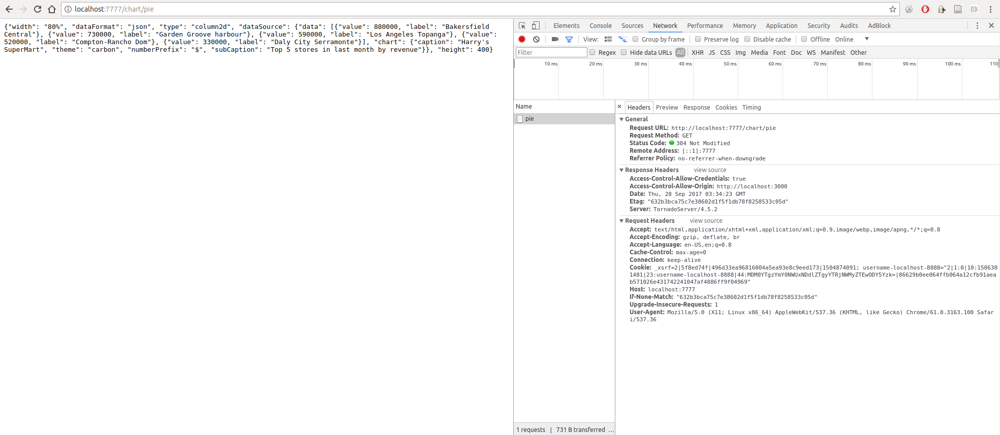 localhost:7777/chart/pie
{"width": "80%", "dataFormat": "json", "type": "column2d", "dataSource": {"data": [{"value": 880000, "label": "Bakersfield
Central"}, {"value": 730000, "label": "Garden Groove harbour"}, {"value": 590000, "label": "Los Angeles Topanga"}, {"value":
520000, "label": "Compton-Rancho Dom"}, {"value": 330000, "label": "Daly City Serramonte"}], "chart": {"caption": "Harry's
SuperMart", "theme": "carbon", "numberPrefix": "$", "subCaption": "Top 5 stores in last month by revenue"}}, "height": 400}
Elements Console Sources Network Performance Memory Application Security Audits AdBlock
View: Group by frame Preserve log Disable cache Offline Online
Filter Regex Hide data URLs All XHR JS CSS Img Media Font Doc WS Manifest Other
10 ms 20 ms 30 ms 40 ms 50 ms 60 ms 70 ms 80 ms 90 ms 100 ms 110
Name
pie
Headers Preview Response Cookies Timing
General
Request URL: http://localhost:7777/chart/pie
Request Method: GET
Status Code: 304 Not Modified
Remote Address: [::1]:7777
Referrer Policy: no-referrer-when-downgrade
Response Headers view source
Access-Control-Allow-Credentials: true
Access-Control-Allow-Origin: http://localhost:3000
Date: Thu, 28 Sep 2017 03:34:23 GMT
Etag: "632b3bca75c7e38602d1f5f1db78f8258533c05d"
Server: TornadoServer/4.5.2
Request Headers view source
Accept: text/html,application/xhtml+xml,application/xml;q=0.9,image/webp,image/apng,*/*;q=0.8
Accept-Encoding: gzip, deflate, br
Accept-Language: en-US,en;q=0.8
Cache-Control: max-age=0
Connection: keep-alive
Cookie: _xsrf=2|5f8ed74f|496d33ea96816004a5ea93e8c9eed173|1504874091; username-localhost-8888="2|1:0|10:150630
1481|23:username-localhost-8888|44:MDM0YTgzYmY0NWUxNDdlZTgyYTRjNWMyZTEwODY5Yzk=|86629b0ee064ffb064a12cfb91aea
b571026e431742241047af4886ff9f04969"
Host: localhost:7777
If-None-Match: "632b3bca75c7e38602d1f5f1db78f8258533c05d"
Upgrade-Insecure-Requests: 1
User-Agent: Mozilla/5.0 (X11; Linux x86_64) AppleWebKit/537.36 (KHTML, like Gecko) Chrome/61.0.3163.100 Safar
i/537.36
1 requests | 731 B transferred ...